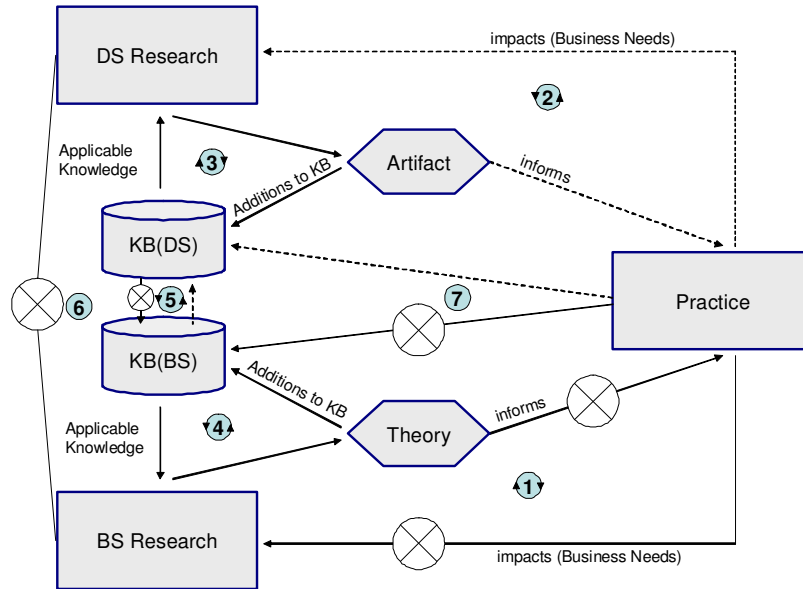 impacts (Business Needs)
DS Research
2
Applicable
Knowledge
3
Artifact
informs
Additions to KB
KB(DS)
6
5
7
Practice
KB(BS)
Additions to KB
informs
Applicable
Knowledge
4
Theory
1
BS Research
impacts (Business Needs)